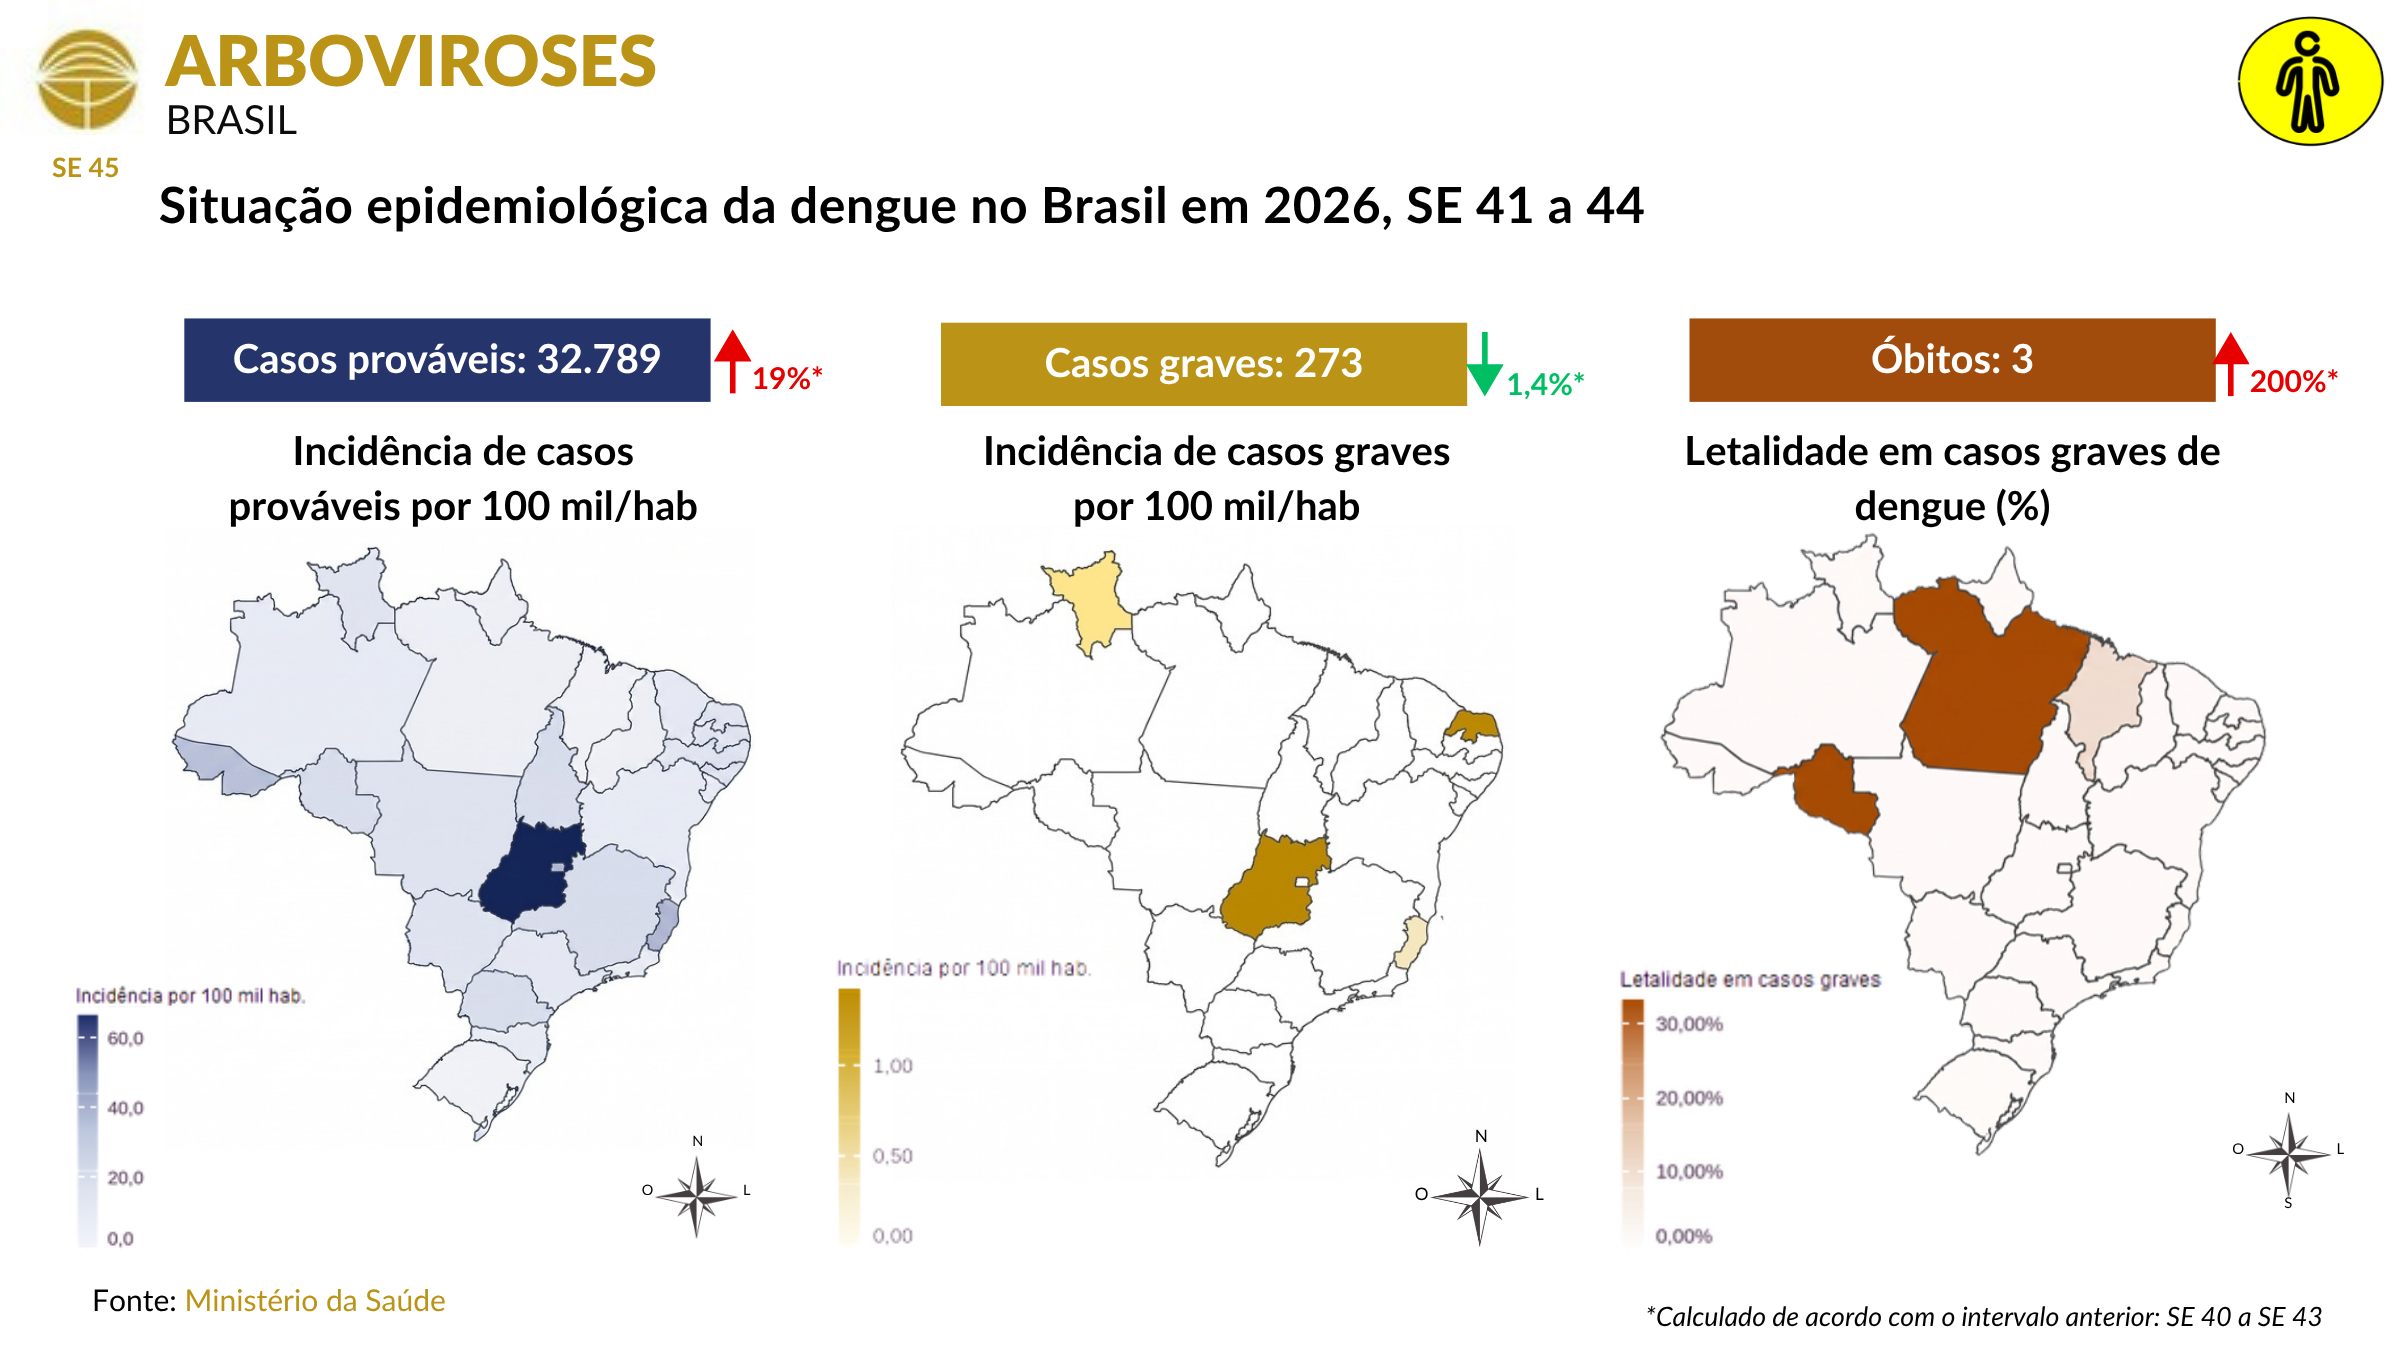 ARBOVIROSES
BRASIL
SE 45
Situação epidemiológica da dengue no Brasil em 2026, SE 41 a 44
Casos prováveis: 32.789
19%*
Casos graves: 273
1,4%*
Óbitos: 3
200%*
Incidência de casos
prováveis por 100 mil/hab
Incidência de casos graves
por 100 mil/hab
Letalidade em casos graves de
dengue (%)
Incidência por 100 mil hab.
60,0
40,0
20,0
0,0
N
O
L
Incidência por 100 mil hab.
1,00
0,50
0,00
N
O
L
Letalidade em casos graves
30,00%
20,00%
10,00%
0,00%
N
O
L
S
Fonte: Ministério da Saúde
*Calculado de acordo com o intervalo anterior: SE 40 a SE 43